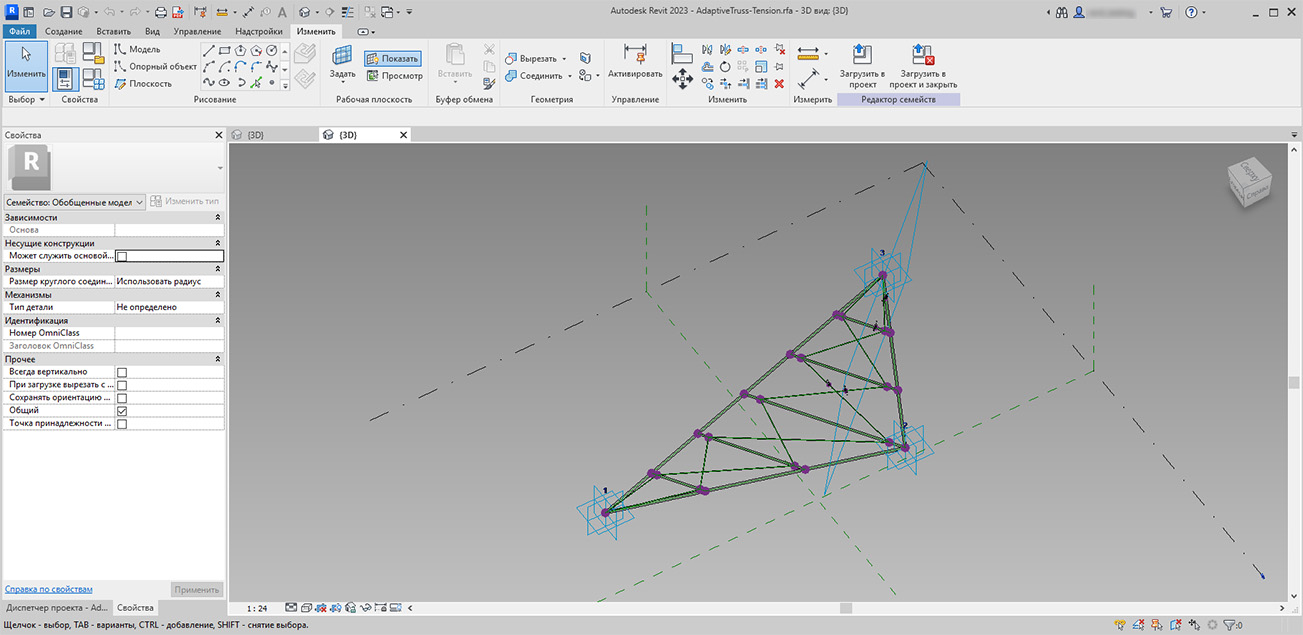 Autodesk Revit 2023 - AdaptiveTruss-Tension.rfa - 3D вид: {3D}
Файл Создание Вставить Вид Управление Надстройки Изменить
Изменить
Модель
Опорный объект
Плоскость
Задать
Показать
Просмотр
Вставить
Вырезать
Соединить
Активировать
Загрузить в проект
Загрузить в проект и закрыть
Выбор Свойства Рисование Рабочая плоскость Буфер обмена Геометрия Управление Изменить Измерить Редактор семейств
Свойства
{3D}
{3D}
R
Семейство: Обобщенные модел
Изменить тип
Зависимости
Основа
Несущие конструкции
Может служить основой...
Размеры
Размер круглого соедин... Использовать радиус
Механизмы
Тип детали Не определено
Идентификация
Номер OmniClass
Заголовок OmniClass
Прочее
Всегда вертикально
При загрузке вырезать с ...
Сохранять ориентацию ...
Общий
Точка принадлежности ...
Справка по свойствам
Применить
Диспетчер проекта - Ad... Свойства
Сверху
Справа
3
2
1
1 : 24
Щелчок - выбор, TAB - варианты, CTRL - добавление, SHIFT - снятие выбора.
:0